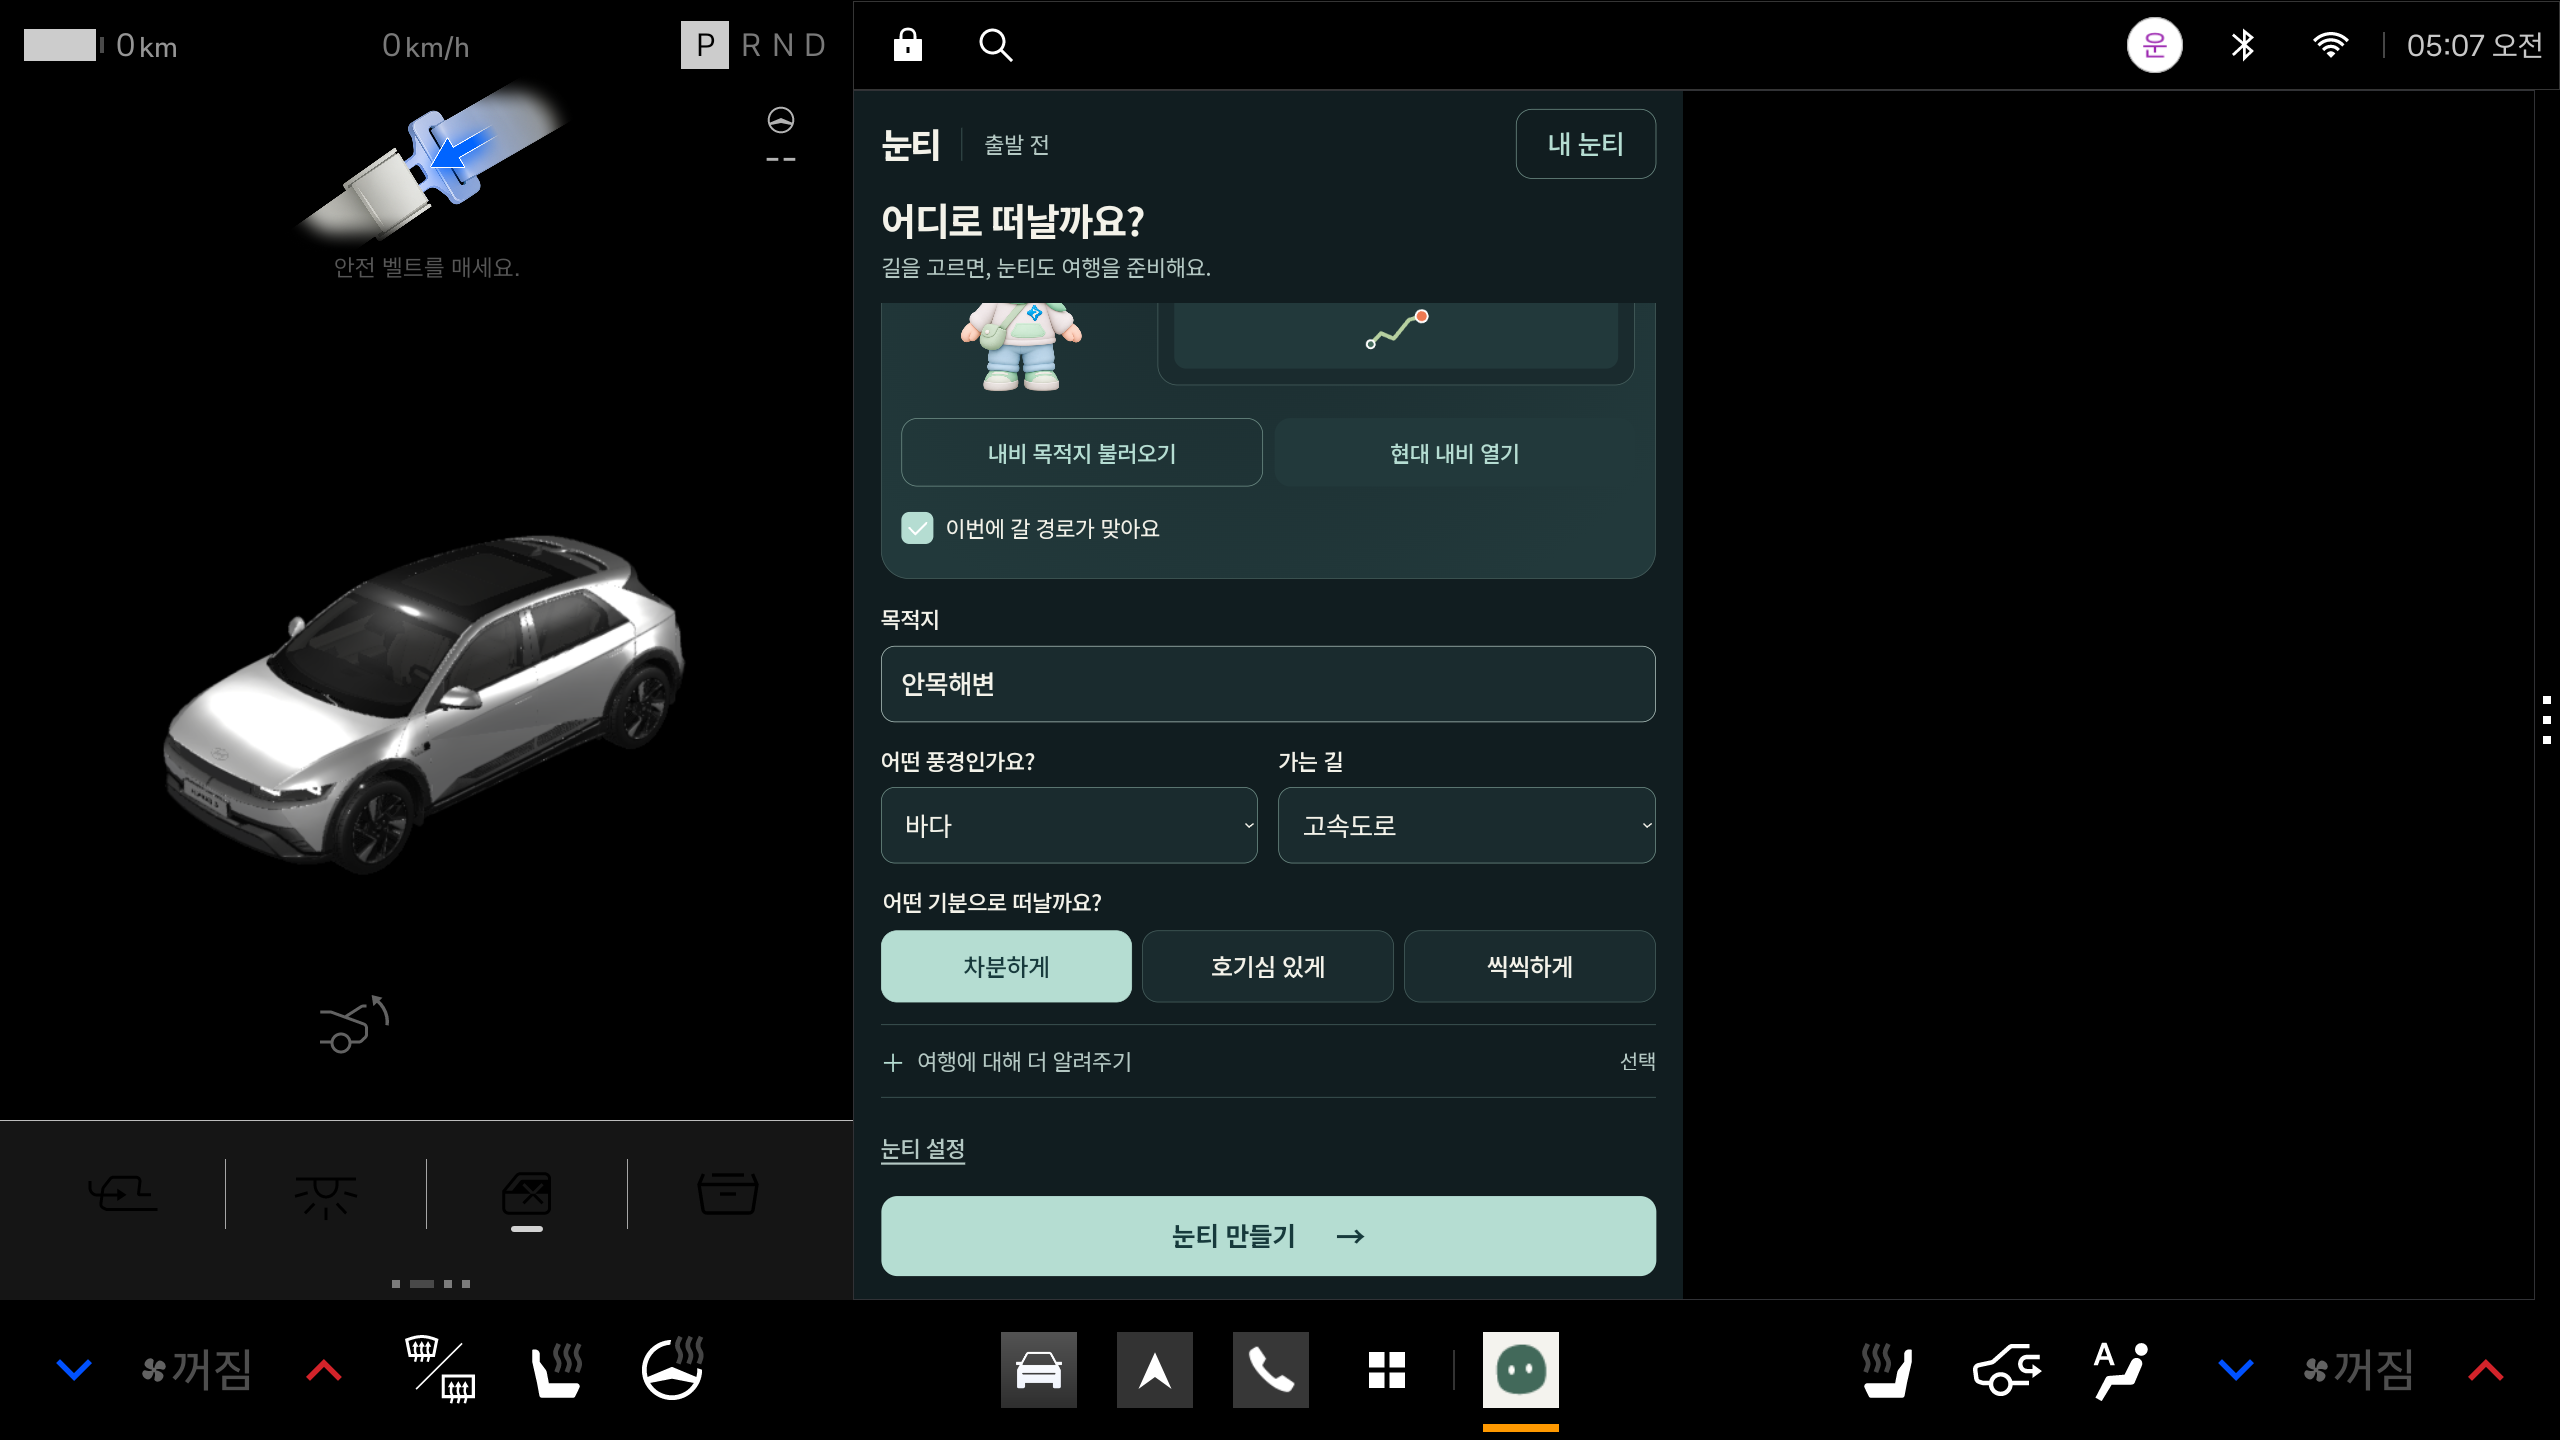 0 km
0 km/h
P R N D
운
05:07 오전
--
안전 벨트를 매세요.
눈티
출발 전
내 눈티
어디로 떠날까요?
길을 고르면, 눈티도 여행을 준비해요.
내비 목적지 불러오기
현대 내비 열기
이번에 갈 경로가 맞아요
목적지
안목해변
어떤 풍경인가요?
가는 길
바다
고속도로
어떤 기분으로 떠날까요?
차분하게
호기심 있게
씩씩하게
+ 여행에 대해 더 알려주기
선택
눈티 설정
눈티 만들기 →
꺼짐
A
꺼짐